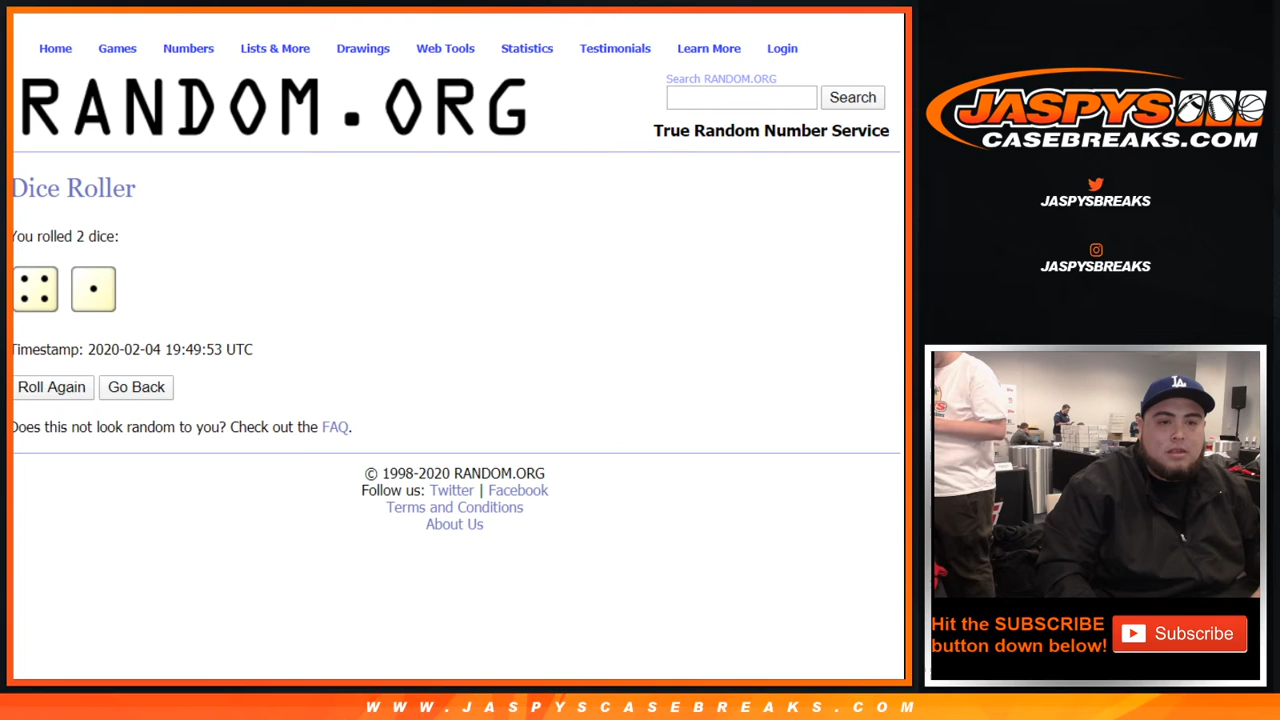 Home Games Numbers Lists & More Drawings Web Tools Statistics Testimonials Learn More Login
RANDOM.ORG
Search RANDOM.ORG
Search
True Random Number Service
Dice Roller
You rolled 2 dice:
Timestamp: 2020-02-04 19:49:53 UTC
Roll Again Go Back
Does this not look random to you? Check out the FAQ.
© 1998-2020 RANDOM.ORG
Follow us: Twitter | Facebook
Terms and Conditions
About Us
JASPYS
CASEBREAKS.COM
JASPYSBREAKS
JASPYSBREAKS
LA
Hit the SUBSCRIBE
button down below!
Subscribe
WWW.JASPYSCASEBREAKS.COM